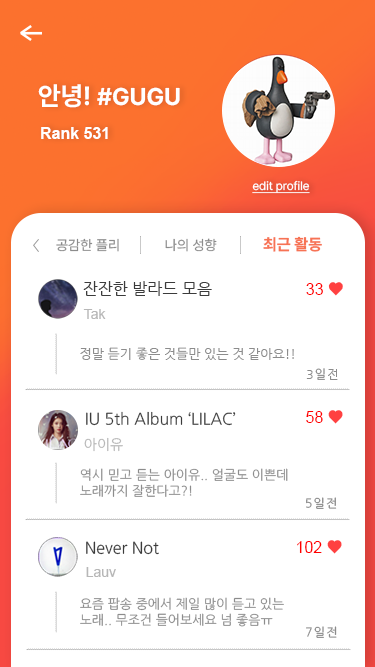 안녕! #GUGU
Rank 531
edit profile
공감한 플리
나의 성향
최근 활동
잔잔한 발라드 모음
33
Tak
정말 듣기 좋은 것들만 있는 것 같아요!!
3일전
IU 5th Album ‘LILAC’
58
아이유
역시 믿고 듣는 아이유.. 얼굴도 이쁜데
노래까지 잘한다고?!
5일전
Never Not
102
Lauv
요즘 팝송 중에서 제일 많이 듣고 있는
노래.. 무조건 들어보세요 넘 좋음ㅠ
7일전